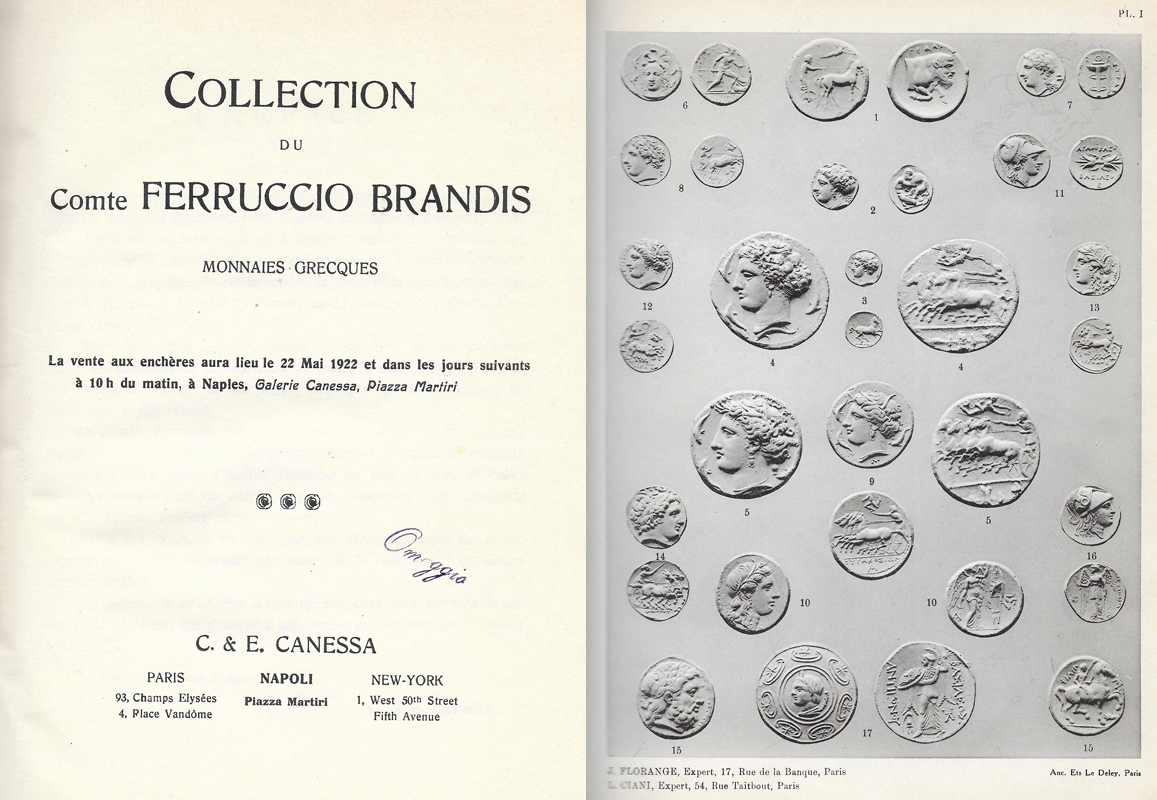 COLLECTION
DU
Comte FERRUCCIO BRANDIS
MONNAIES GRECQUES
La vente aux enchères aura lieu le 22 Mai 1922 et dans les jours suivants
à 10 h du matin, à Naples, Galerie Canessa, Piazza Martiri
Omaggio
C. & E. CANESSA
PARIS
93, Champs Elysées
4, Place Vandôme
NAPOLI
Piazza Martiri
NEW-YORK
1, West 50th Street
Fifth Avenue
PL. I
6
1
7
8
2
11
12
3
13
4
4
9
5
5
14
16
10
10
17
15
15
J. FLORANGE, Expert, 17, Rue de la Banque, Paris
L. CIANI, Expert, 54, Rue Taitbout, Paris
Anc. Ets Le Deley, Paris